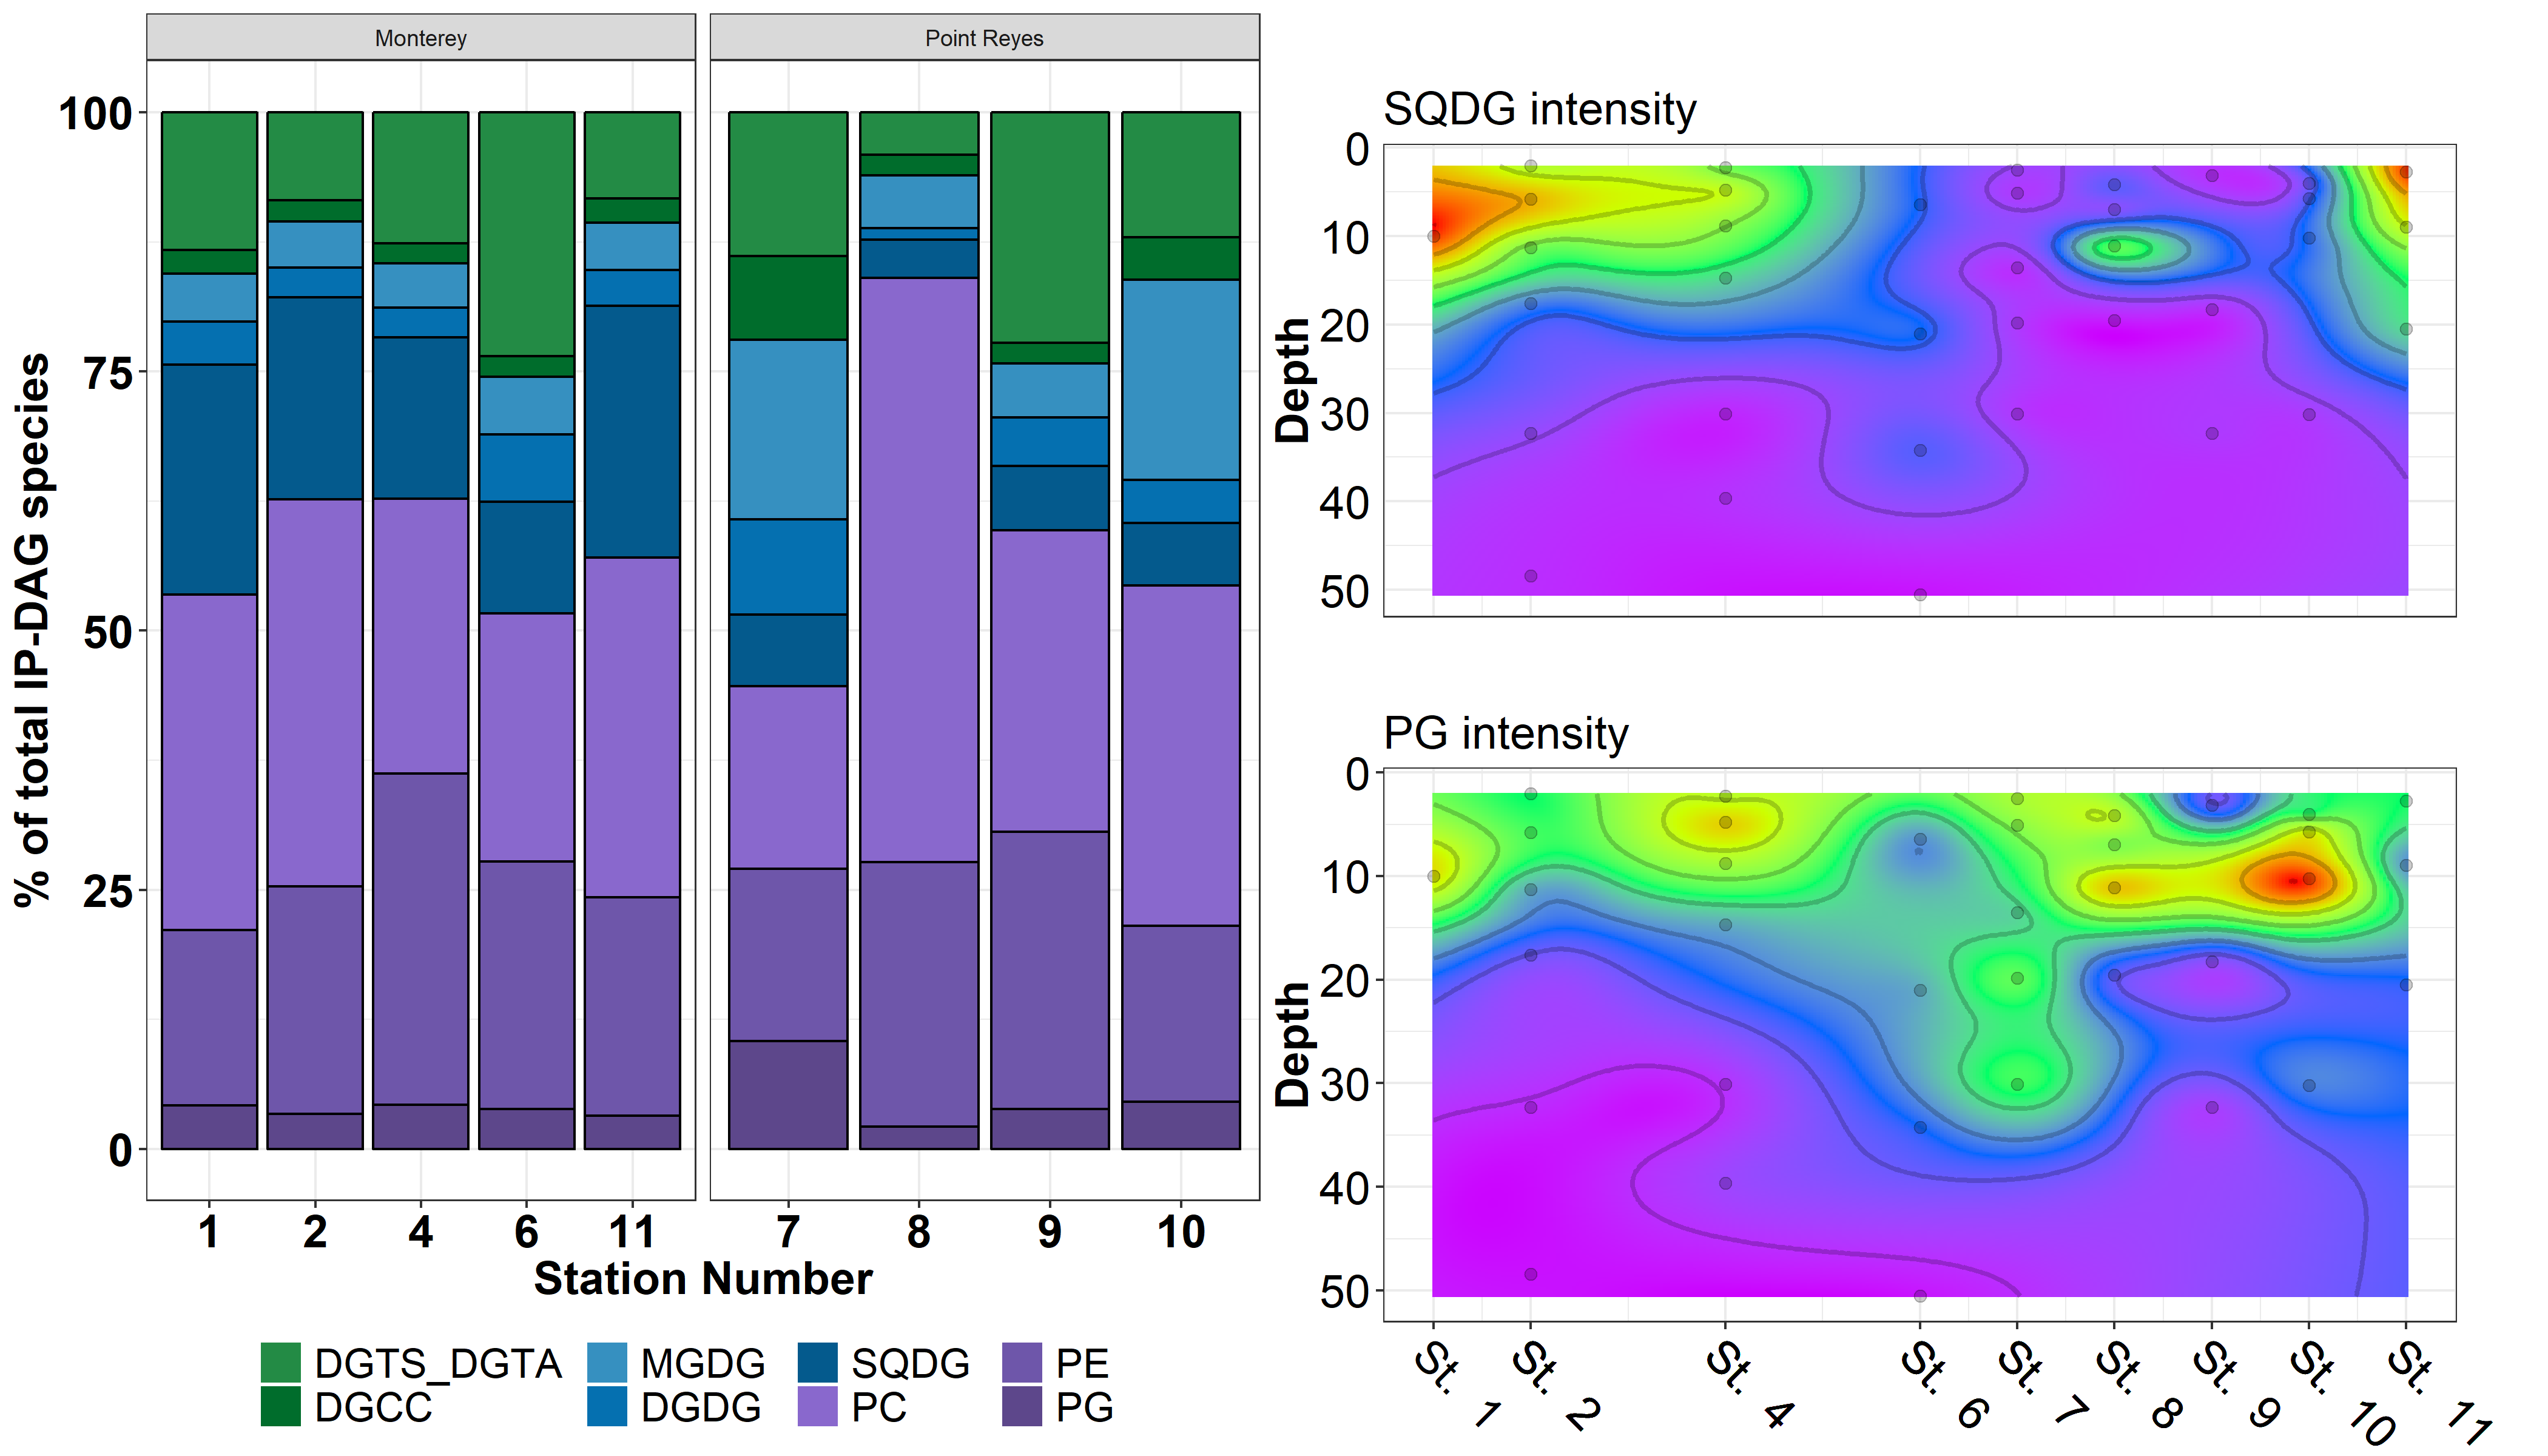 Monterey
Point Reyes
% of total IP-DAG species
100
75
50
25
0
1 2 4 6 11
7 8 9 10
Station Number
DGTS_DGTA MGDG SQDG PE
DGCC DGDG PC PG
SQDG intensity
Depth
0
10
20
30
40
50
PG intensity
Depth
0
10
20
30
40
50
St. 1 St. 2 St. 4 St. 6 St. 7 St. 8 St. 9 St. 10 St. 11